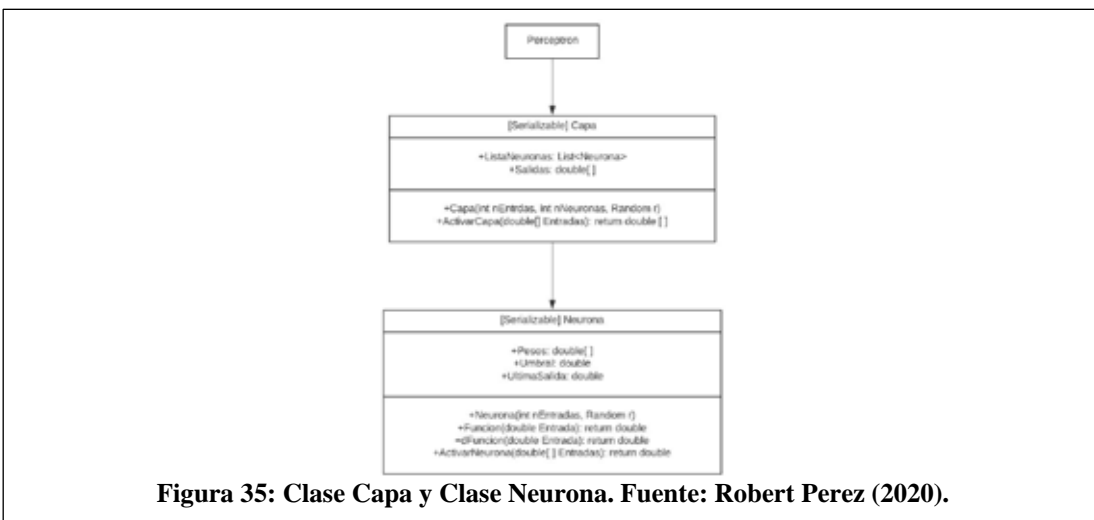 Perceptron
[Serializable] Capa
+ListaNeuronas: List<Neurona>
+Salidas: double[ ]
+Capa(int nEntrdas, int nNeuronas, Random r)
+ActivarCapa(double[] Entradas): return double [ ]
[Serializable] Neurona
+Pesos: double[ ]
+Umbral: double
+UltimaSalida: double
+Neurona(int nEntradas, Random r)
+Funcion(double Entrada): return double
+dFuncion(double Entrada): return double
+ActivarNeurona(double[ ] Entradas): return double
Figura 35: Clase Capa y Clase Neurona. Fuente: Robert Perez (2020).